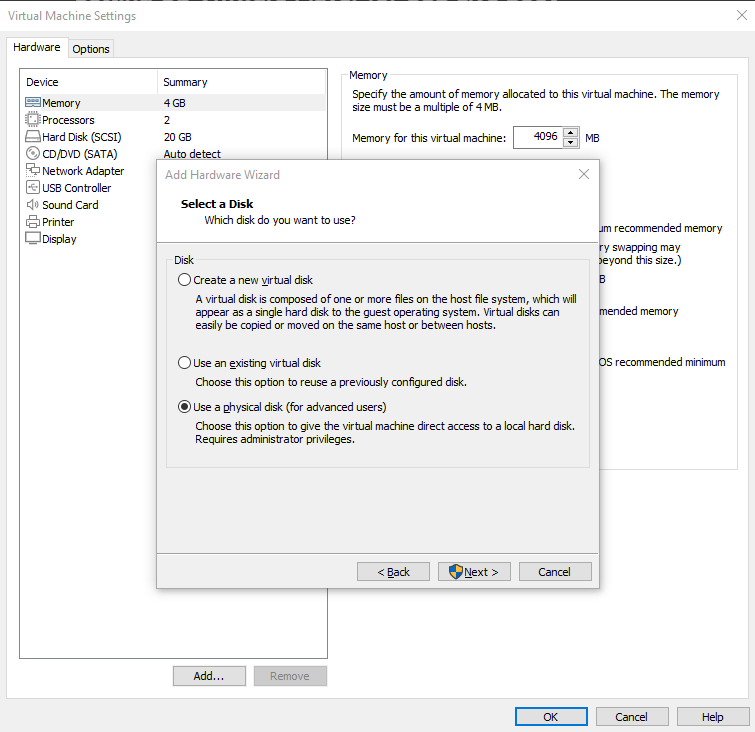 Virtual Machine Settings
Hardware
Options
Device
Summary
Memory
4 GB
Processors
2
Hard Disk (SCSI)
20 GB
CD/DVD (SATA)
Auto detect
Network Adapter
USB Controller
Sound Card
Printer
Display
Memory
Specify the amount of memory allocated to this virtual machine. The memory
size must be a multiple of 4 MB.
Memory for this virtual machine:
4096
MB
recommended memory
ry swapping may
beyond this size.)
B
mended memory
OS recommended minimum
Add Hardware Wizard
Select a Disk
Which disk do you want to use?
Disk
Create a new virtual disk
A virtual disk is composed of one or more files on the host file system, which will
appear as a single hard disk to the guest operating system. Virtual disks can
easily be copied or moved on the same host or between hosts.
Use an existing virtual disk
Choose this option to reuse a previously configured disk.
Use a physical disk (for advanced users)
Choose this option to give the virtual machine direct access to a local hard disk.
Requires administrator privileges.
< Back
Next >
Cancel
Add...
Remove
OK
Cancel
Help